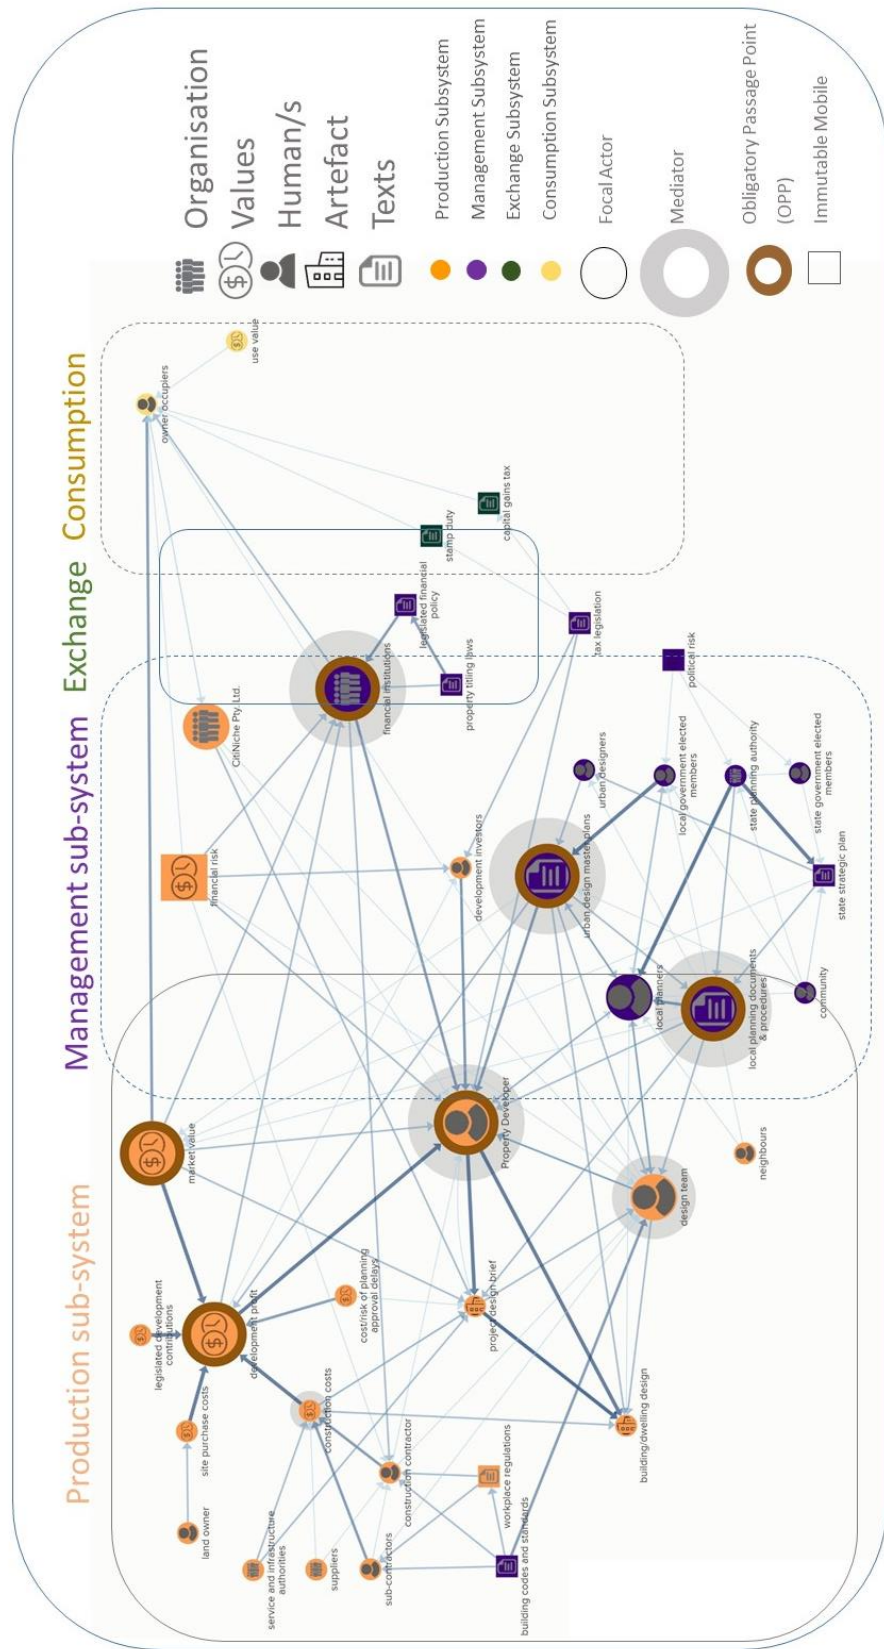 Production sub-system
Management sub-system
Exchange
Consumption
Organisation
Values
Human/s
Artefact
Texts
Production Subsystem
Management Subsystem
Exchange Subsystem
Consumption Subsystem
Focal Actor
Mediator
Obligatory Passage Point
(OPP)
Immutable Mobile
owner occupiers
use value
stamp duty
capital gains tax
legislated financial
policy
financial institutions
property titling laws
tax legislation
political risk
CitiNiche Pty. Ltd.
financial risk
development investors
urban designers
local government elected
members
state planning authority
state government elected
members
urban design masterplans
state strategic plan
local planners
local planning documents
& procedures
community
market value
Property Developer
neighbours
design team
legislated development
contributions
development profit
cost/risk of planning
approval delays
project design brief
site purchase costs
construction costs
building/dwelling design
land owner
construction contractor
workplace regulations
service and infrastructure
authorities
suppliers
sub-contractors
building codes and standards